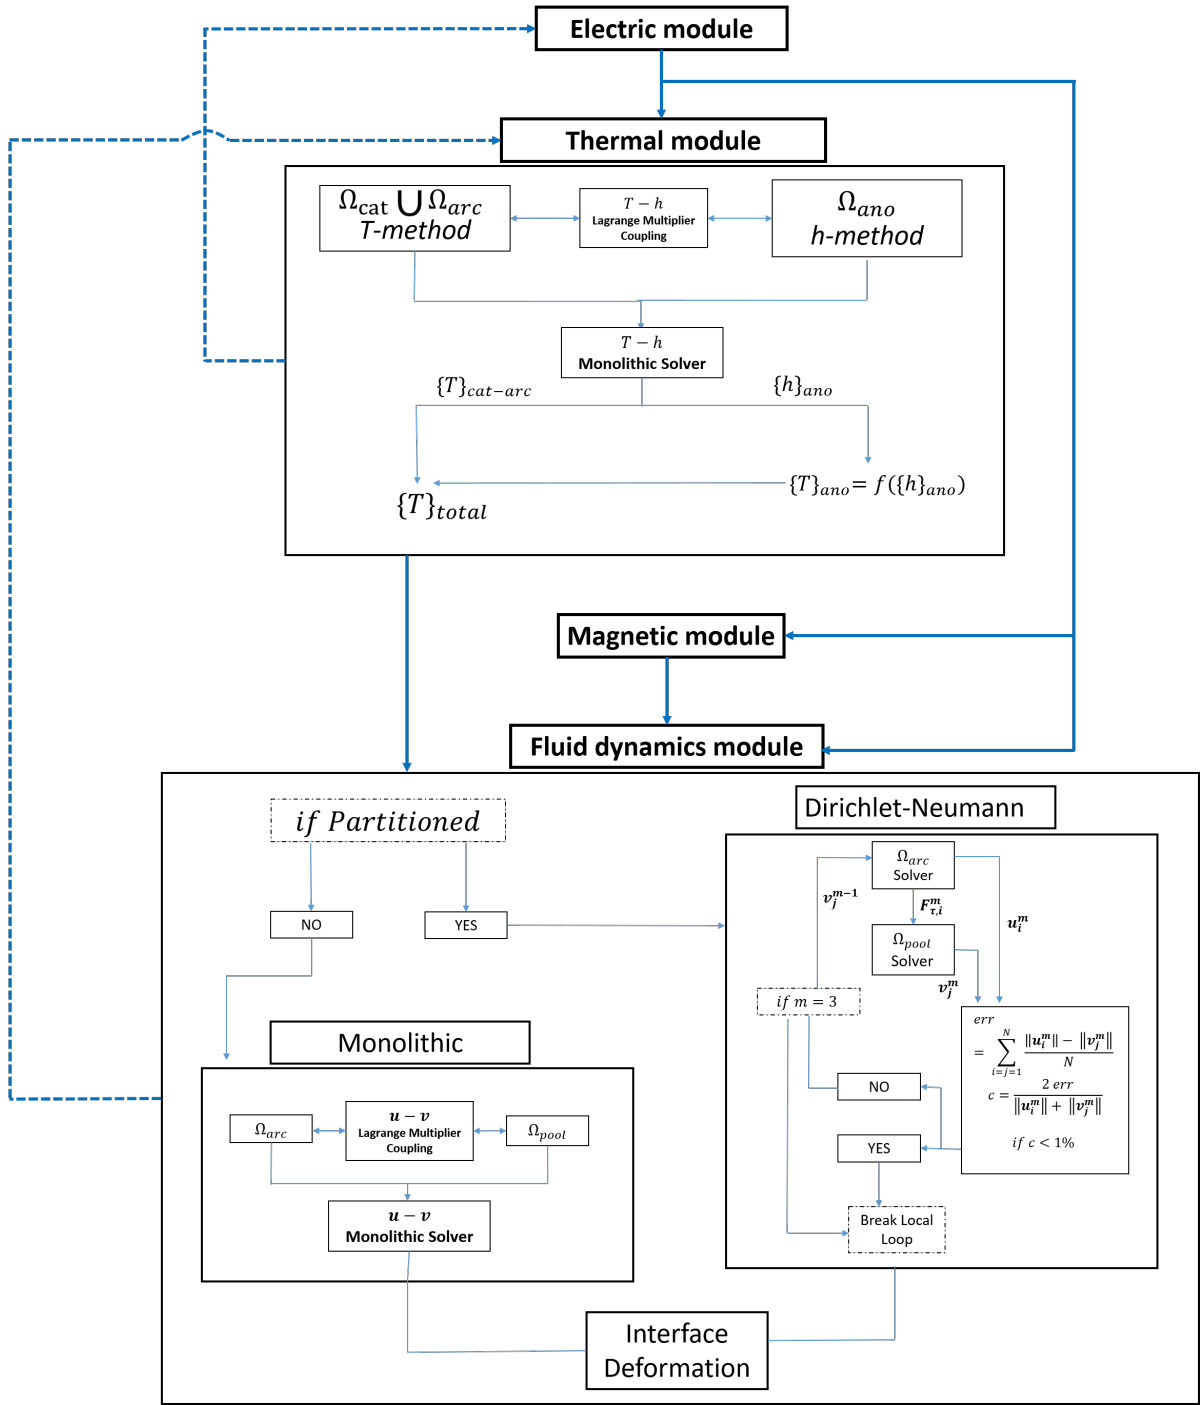 Electric module
Thermal module
Ω_cat ⋃ Ω_arc
T-method
T − h
Lagrange Multiplier
Coupling
Ω_ano
h-method
T − h
Monolithic Solver
{T}_cat−arc
{h}_ano
{T}_ano = f({h}_ano)
{T}_total
Magnetic module
Fluid dynamics module
if Partitioned
NO
YES
Dirichlet-Neumann
Ω_arc
Solver
v_j^{m−1}
F_{τ,i}^m
u_i^m
Ω_pool
Solver
v_j^m
if m = 3
err
= ∑_{i=j=1}^{N} (‖u_i^m‖ − ‖v_j^m‖) / N
c = 2 err / (‖u_i^m‖ + ‖v_j^m‖)
if c < 1%
NO
YES
Break Local
Loop
Monolithic
Ω_arc
u − v
Lagrange Multiplier
Coupling
Ω_pool
u − v
Monolithic Solver
Interface
Deformation